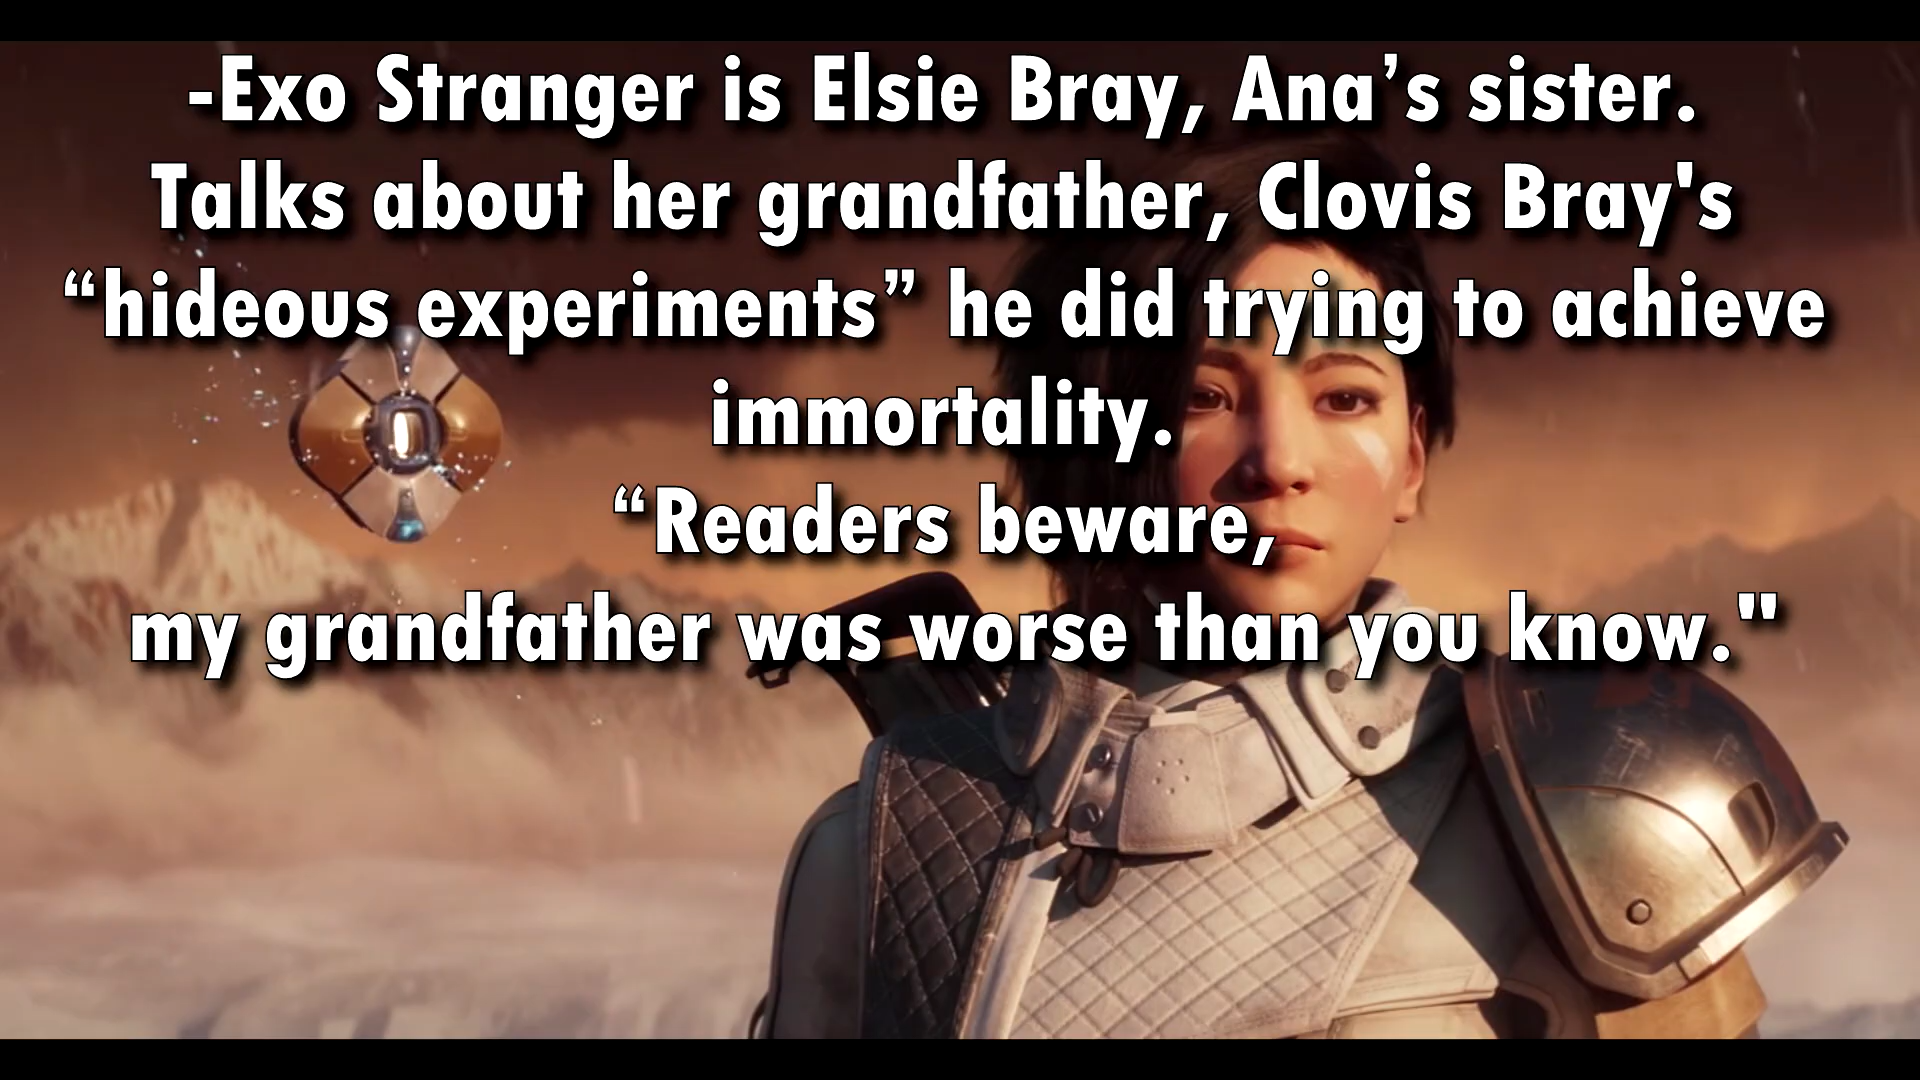 -Exo Stranger is Elsie Bray, Ana’s sister.
Talks about her grandfather, Clovis Bray's
“hideous experiments” he did trying to achieve
immortality.
“Readers beware,
my grandfather was worse than you know."